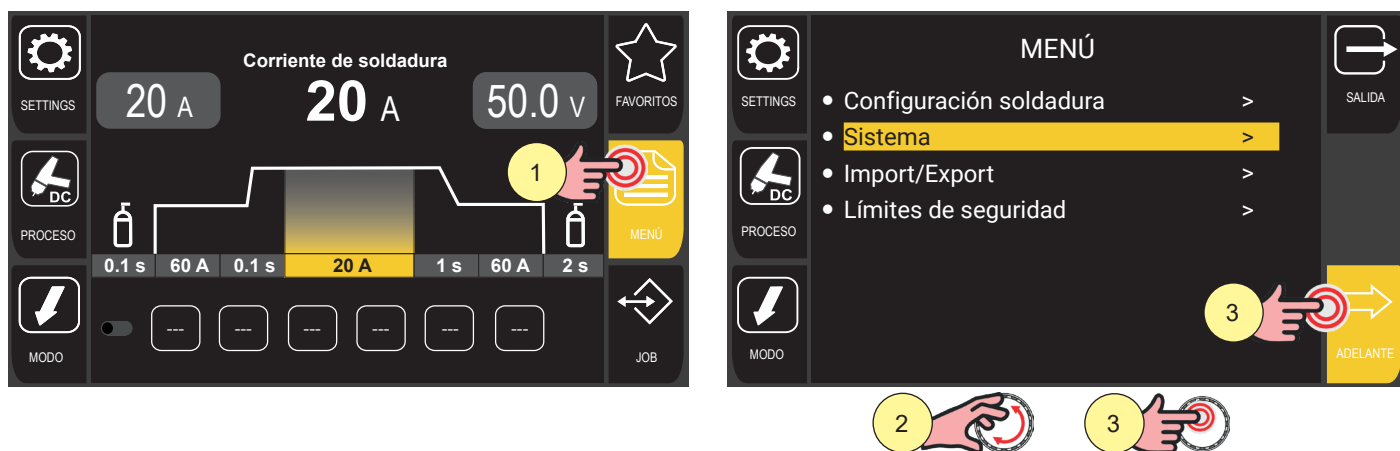 SETTINGS
PROCESO
MODO
DC
Corriente de soldadura
20 A
20 A
50.0 V
0.1 s 60 A 0.1 s 20 A 1 s 60 A 2 s
--- --- --- --- --- ---
FAVORITOS
1
MENÚ
JOB
SETTINGS
PROCESO
MODO
DC
MENÚ
Configuración soldadura >
Sistema >
Import/Export >
Límites de seguridad >
SALIDA
3
ADELANTE
2
3